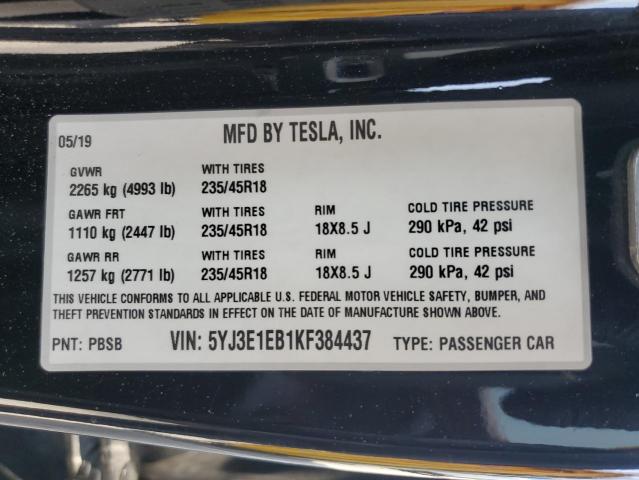 05/19 MFD BY TESLA, INC.
GVWR WITH TIRES
2265 kg (4993 lb) 235/45R18
GAWR FRT WITH TIRES RIM COLD TIRE PRESSURE
1110 kg (2447 lb) 235/45R18 18X8.5 J 290 kPa, 42 psi
GAWR RR WITH TIRES RIM COLD TIRE PRESSURE
1257 kg (2771 lb) 235/45R18 18X8.5 J 290 kPa, 42 psi
THIS VEHICLE CONFORMS TO ALL APPLICABLE U.S. FEDERAL MOTOR VEHICLE SAFETY, BUMPER, AND
THEFT PREVENTION STANDARDS IN EFFECT ON THE DATE OF MANUFACTURE SHOWN ABOVE.
PNT: PBSB VIN: 5YJ3E1EB1KF384437 TYPE: PASSENGER CAR